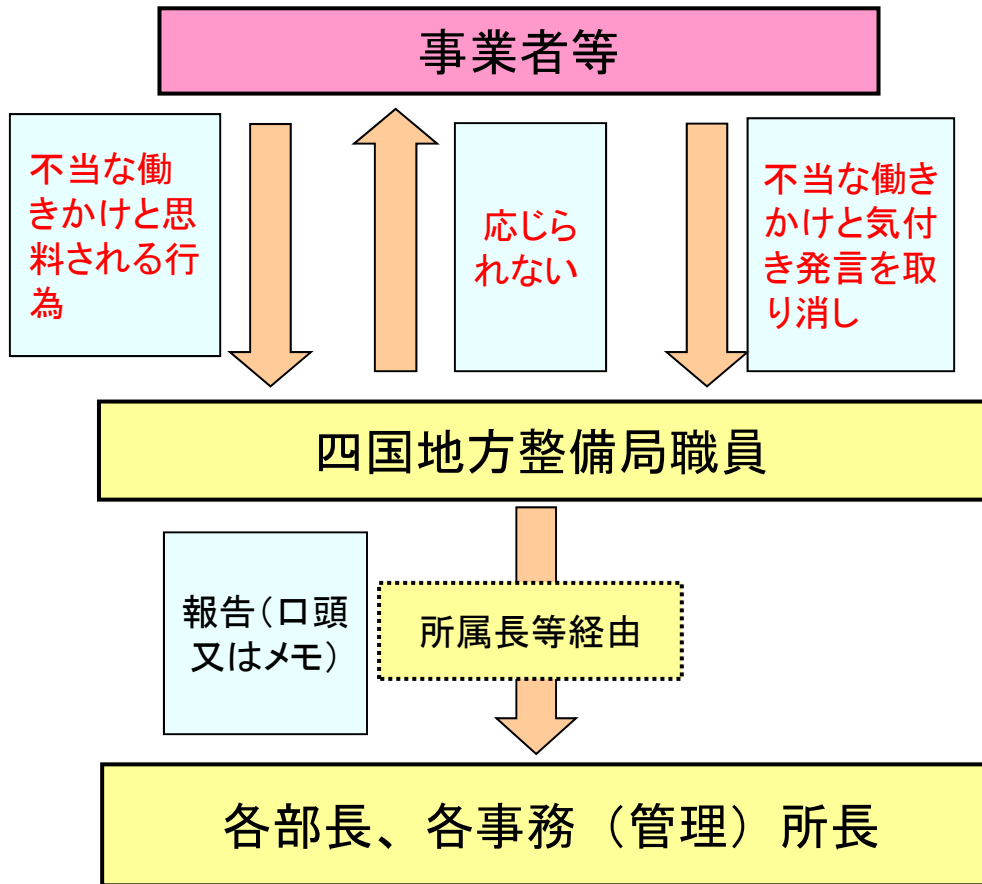 事業者等
不当な働
きかけと思
料される行
為
応じら
れない
不当な働き
かけと気付
き発言を取
り消し
四国地方整備局職員
報告(口頭
又はメモ)
所属長等経由
各部長、各事務（管理）所長